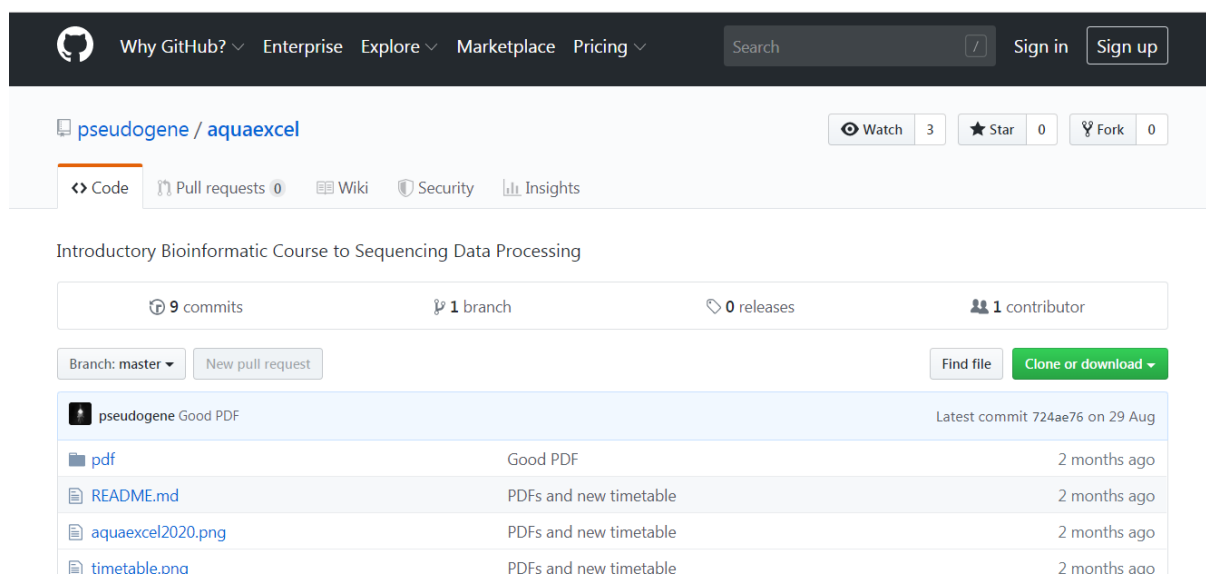 Why GitHub? Enterprise Explore Marketplace Pricing Search / Sign in Sign up
pseudogene / aquaexcel Watch 3 Star 0 Fork 0
Code Pull requests 0 Wiki Security Insights
Introductory Bioinformatic Course to Sequencing Data Processing
9 commits 1 branch 0 releases 1 contributor
Branch: master New pull request Find file Clone or download
pseudogene Good PDF Latest commit 724ae76 on 29 Aug
pdf Good PDF 2 months ago
README.md PDFs and new timetable 2 months ago
aquaexcel2020.png PDFs and new timetable 2 months ago
timetable.png PDFs and new timetable 2 months ago